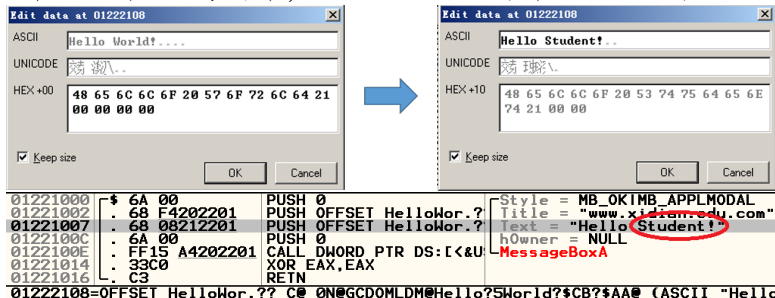 Edit data at 01222108
ASCII
Hello World!....
UNICODE
HEX +00
48 65 6C 6C 6F 20 57 6F 72 6C 64 21
00 00 00 00
Keep size
OK
Cancel
Edit data at 01222108
ASCII
Hello Student!..
UNICODE
HEX +10
48 65 6C 6C 6F 20 53 74 75 64 65 6E
74 21 00 00
Keep size
OK
Cancel
01221000 $ 6A 00 PUSH 0 Style = MB_OK|MB_APPLMODAL
01221002 . 68 F4202201 PUSH OFFSET HelloWor.? Title = "www.xidian.edu.com"
01221007 . 68 08212201 PUSH OFFSET HelloWor.? Text = "Hello Student!"
0122100C . 6A 00 PUSH 0 hOwner = NULL
0122100E . FF15 A4202201 CALL DWORD PTR DS:[<&U MessageBoxA
01221014 . 33C0 XOR EAX,EAX
01221016 . C3 RETN
01222108=OFFSET HelloWor.?? C@_0N@GCDOMLDM@Hello?5World?$CB?$AA@ (ASCII "Hello